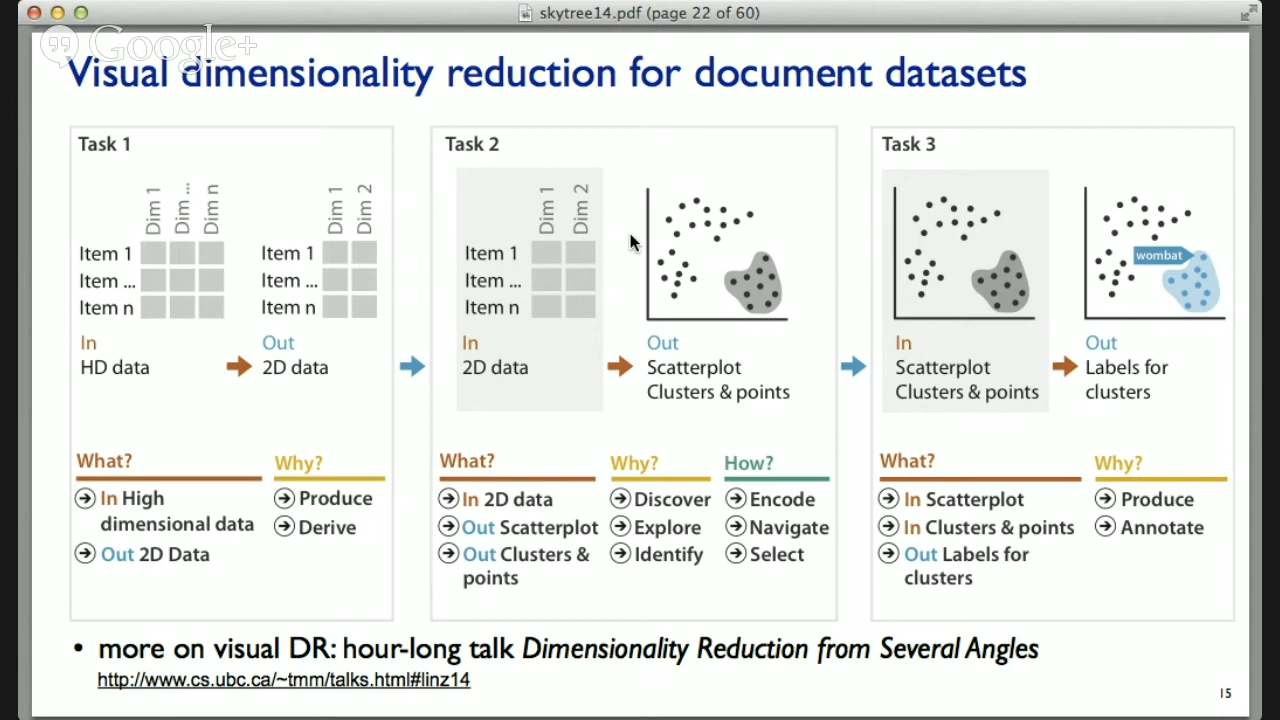 skytree14.pdf (page 22 of 60)
Google+
Visual dimensionality reduction for document datasets
Task 1
Dim 1
Dim ...
Dim n
Item 1
Item ...
Item n
Dim 1
Dim 2
Item 1
Item ...
Item n
In
HD data
Out
2D data
What?
In High
dimensional data
Out 2D Data
Why?
Produce
Derive
Task 2
Dim 1
Dim 2
Item 1
Item ...
Item n
In
2D data
Out
Scatterplot
Clusters & points
What?
In 2D data
Out Scatterplot
Out Clusters &
points
Why?
Discover
Explore
Identify
How?
Encode
Navigate
Select
Task 3
In
Scatterplot
Clusters & points
wombat
Out
Labels for
clusters
What?
In Scatterplot
In Clusters & points
Out Labels for
clusters
Why?
Produce
Annotate
• more on visual DR: hour-long talk Dimensionality Reduction from Several Angles
http://www.cs.ubc.ca/~tmm/talks.html#linz14
15